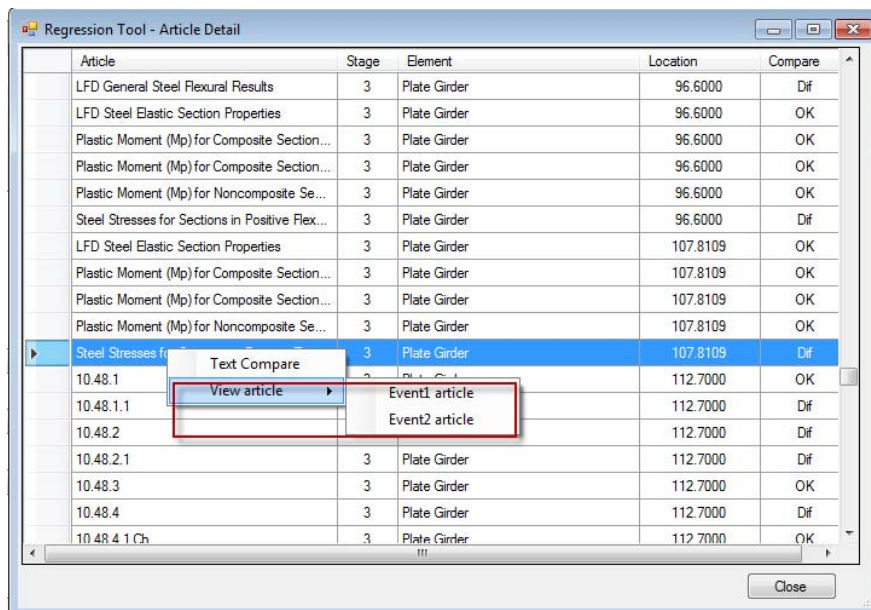 Regression Tool - Article Detail
Article Stage Element Location Compare
LFD General Steel Flexural Results 3 Plate Girder 96.6000 Dif
LFD Steel Elastic Section Properties 3 Plate Girder 96.6000 OK
Plastic Moment (Mp) for Composite Section... 3 Plate Girder 96.6000 OK
Plastic Moment (Mp) for Composite Section... 3 Plate Girder 96.6000 OK
Plastic Moment (Mp) for Noncomposite Se... 3 Plate Girder 96.6000 OK
Steel Stresses for Sections in Positive Flex... 3 Plate Girder 96.6000 Dif
LFD Steel Elastic Section Properties 3 Plate Girder 107.8109 OK
Plastic Moment (Mp) for Composite Section... 3 Plate Girder 107.8109 OK
Plastic Moment (Mp) for Composite Section... 3 Plate Girder 107.8109 OK
Plastic Moment (Mp) for Noncomposite Se... 3 Plate Girder 107.8109 OK
Steel Stresses 3 Plate Girder 107.8109 Dif
Text Compare
10.48.1 112.7000 OK
View article
Event1 article
10.48.1.1 112.7000 Dif
Event2 article
10.48.2 112.7000 Dif
10.48.2.1 3 Plate Girder 112.7000 Dif
10.48.3 3 Plate Girder 112.7000 OK
10.48.4 3 Plate Girder 112.7000 Dif
10.48.4.1 Ch 3 Plate Girder 112.7000 OK
Close